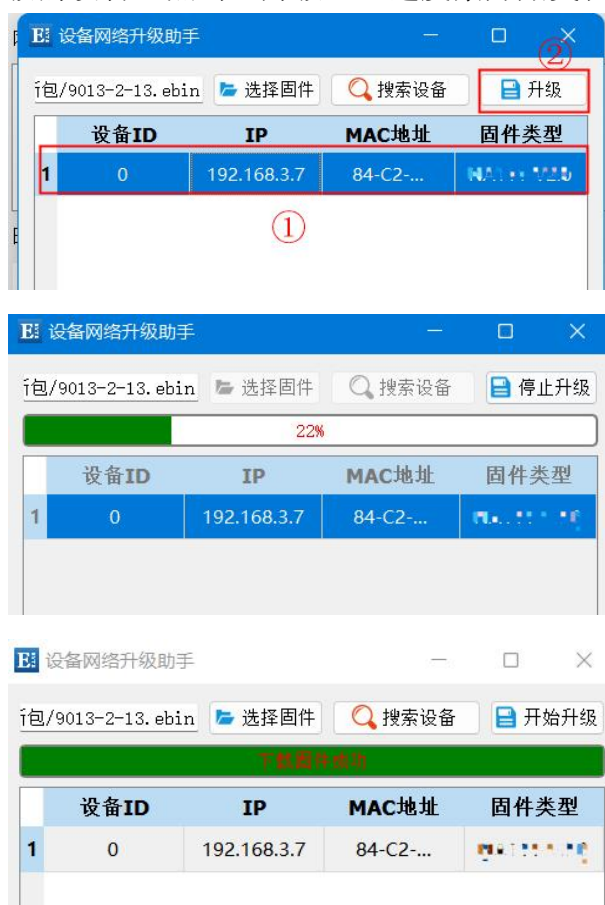 设备网络升级助手
②
行包/9013-2-13.ebin 选择固件 搜索设备 升级
设备ID IP MAC地址 固件类型
1 0 192.168.3.7 84-C2-...
①
设备网络升级助手
行包/9013-2-13.ebin 选择固件 搜索设备 停止升级
22%
设备ID IP MAC地址 固件类型
1 0 192.168.3.7 84-C2-...
设备网络升级助手
行包/9013-2-13.ebin 选择固件 搜索设备 开始升级
下载固件成功
设备ID IP MAC地址 固件类型
1 0 192.168.3.7 84-C2-...